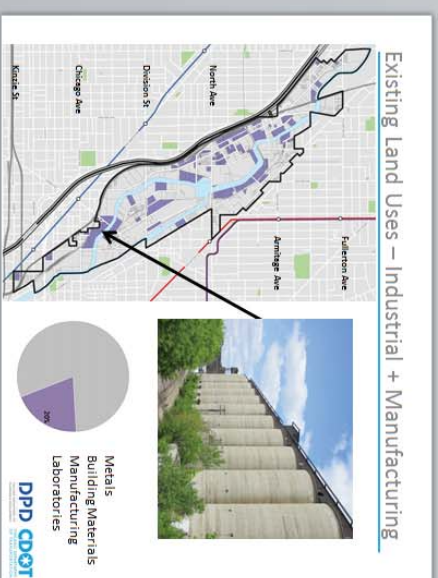 Existing Land Uses – Industrial + Manufacturing
Fullerton Ave
Armitage Ave
North Ave
Division St
Chicago Ave
Kinzie St
20%
Metals
Building Materials
Manufacturing
Laboratories
DPD CDOT